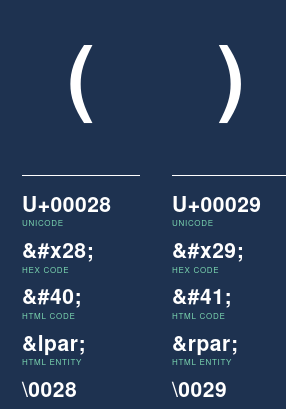 ( )
U+00028 U+00029
UNICODE UNICODE
&#x28; &#x29;
HEX CODE HEX CODE
&#40; &#41;
HTML CODE HTML CODE
&lpar; &rpar;
HTML ENTITY HTML ENTITY
\0028 \0029